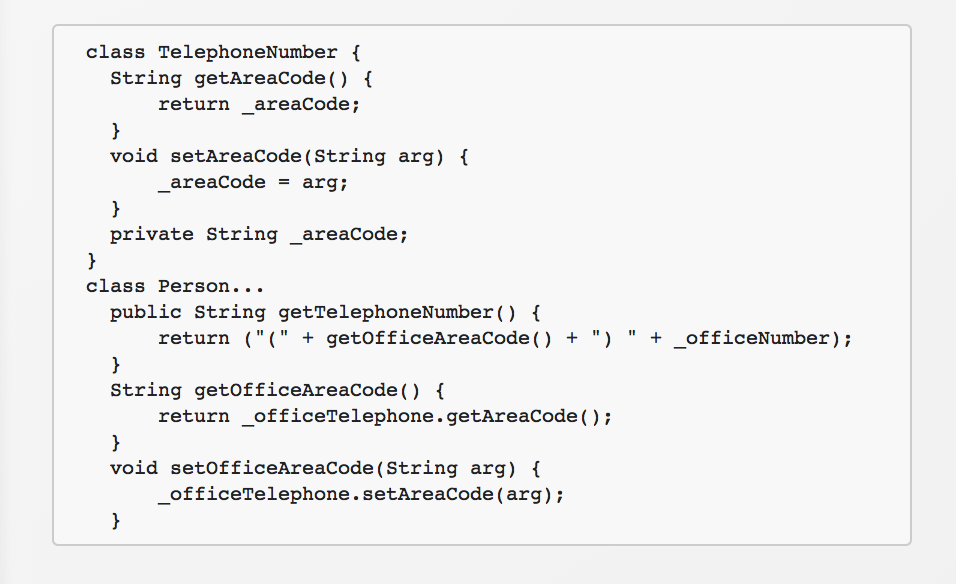 class TelephoneNumber {
  String getAreaCode() {
      return _areaCode;
  }
  void setAreaCode(String arg) {
      _areaCode = arg;
  }
  private String _areaCode;
}
class Person...
  public String getTelephoneNumber() {
      return ("(" + getOfficeAreaCode() + ") " + _officeNumber);
  }
  String getOfficeAreaCode() {
      return _officeTelephone.getAreaCode();
  }
  void setOfficeAreaCode(String arg) {
      _officeTelephone.setAreaCode(arg);
  }